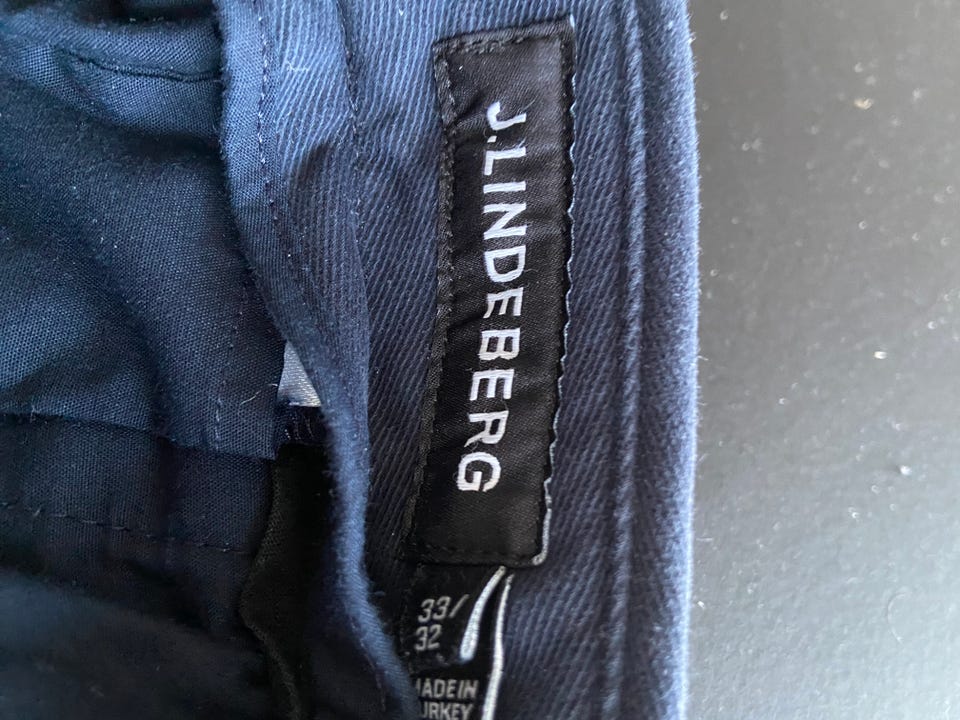 J.LINDEBERG
33/
32
MADE IN
TURKEY